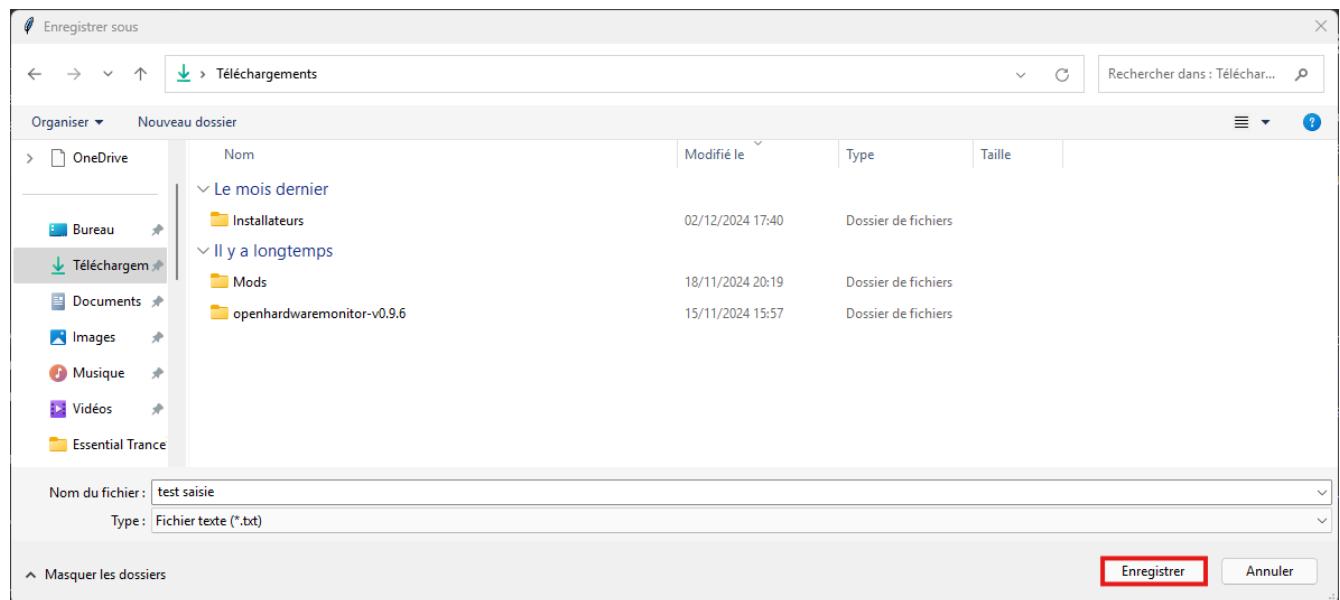 Enregistrer sous
Téléchargements
Rechercher dans : Téléchar...
Organiser
Nouveau dossier
?
OneDrive
Bureau
Téléchargem
Documents
Images
Musique
Vidéos
Essential Trance
Nom Modifié le Type Taille
Le mois dernier
Installateurs 02/12/2024 17:40 Dossier de fichiers
Il y a longtemps
Mods 18/11/2024 20:19 Dossier de fichiers
openhardwaremonitor-v0.9.6 15/11/2024 15:57 Dossier de fichiers
Nom du fichier : test saisie
Type : Fichier texte (*.txt)
Masquer les dossiers
Enregistrer
Annuler